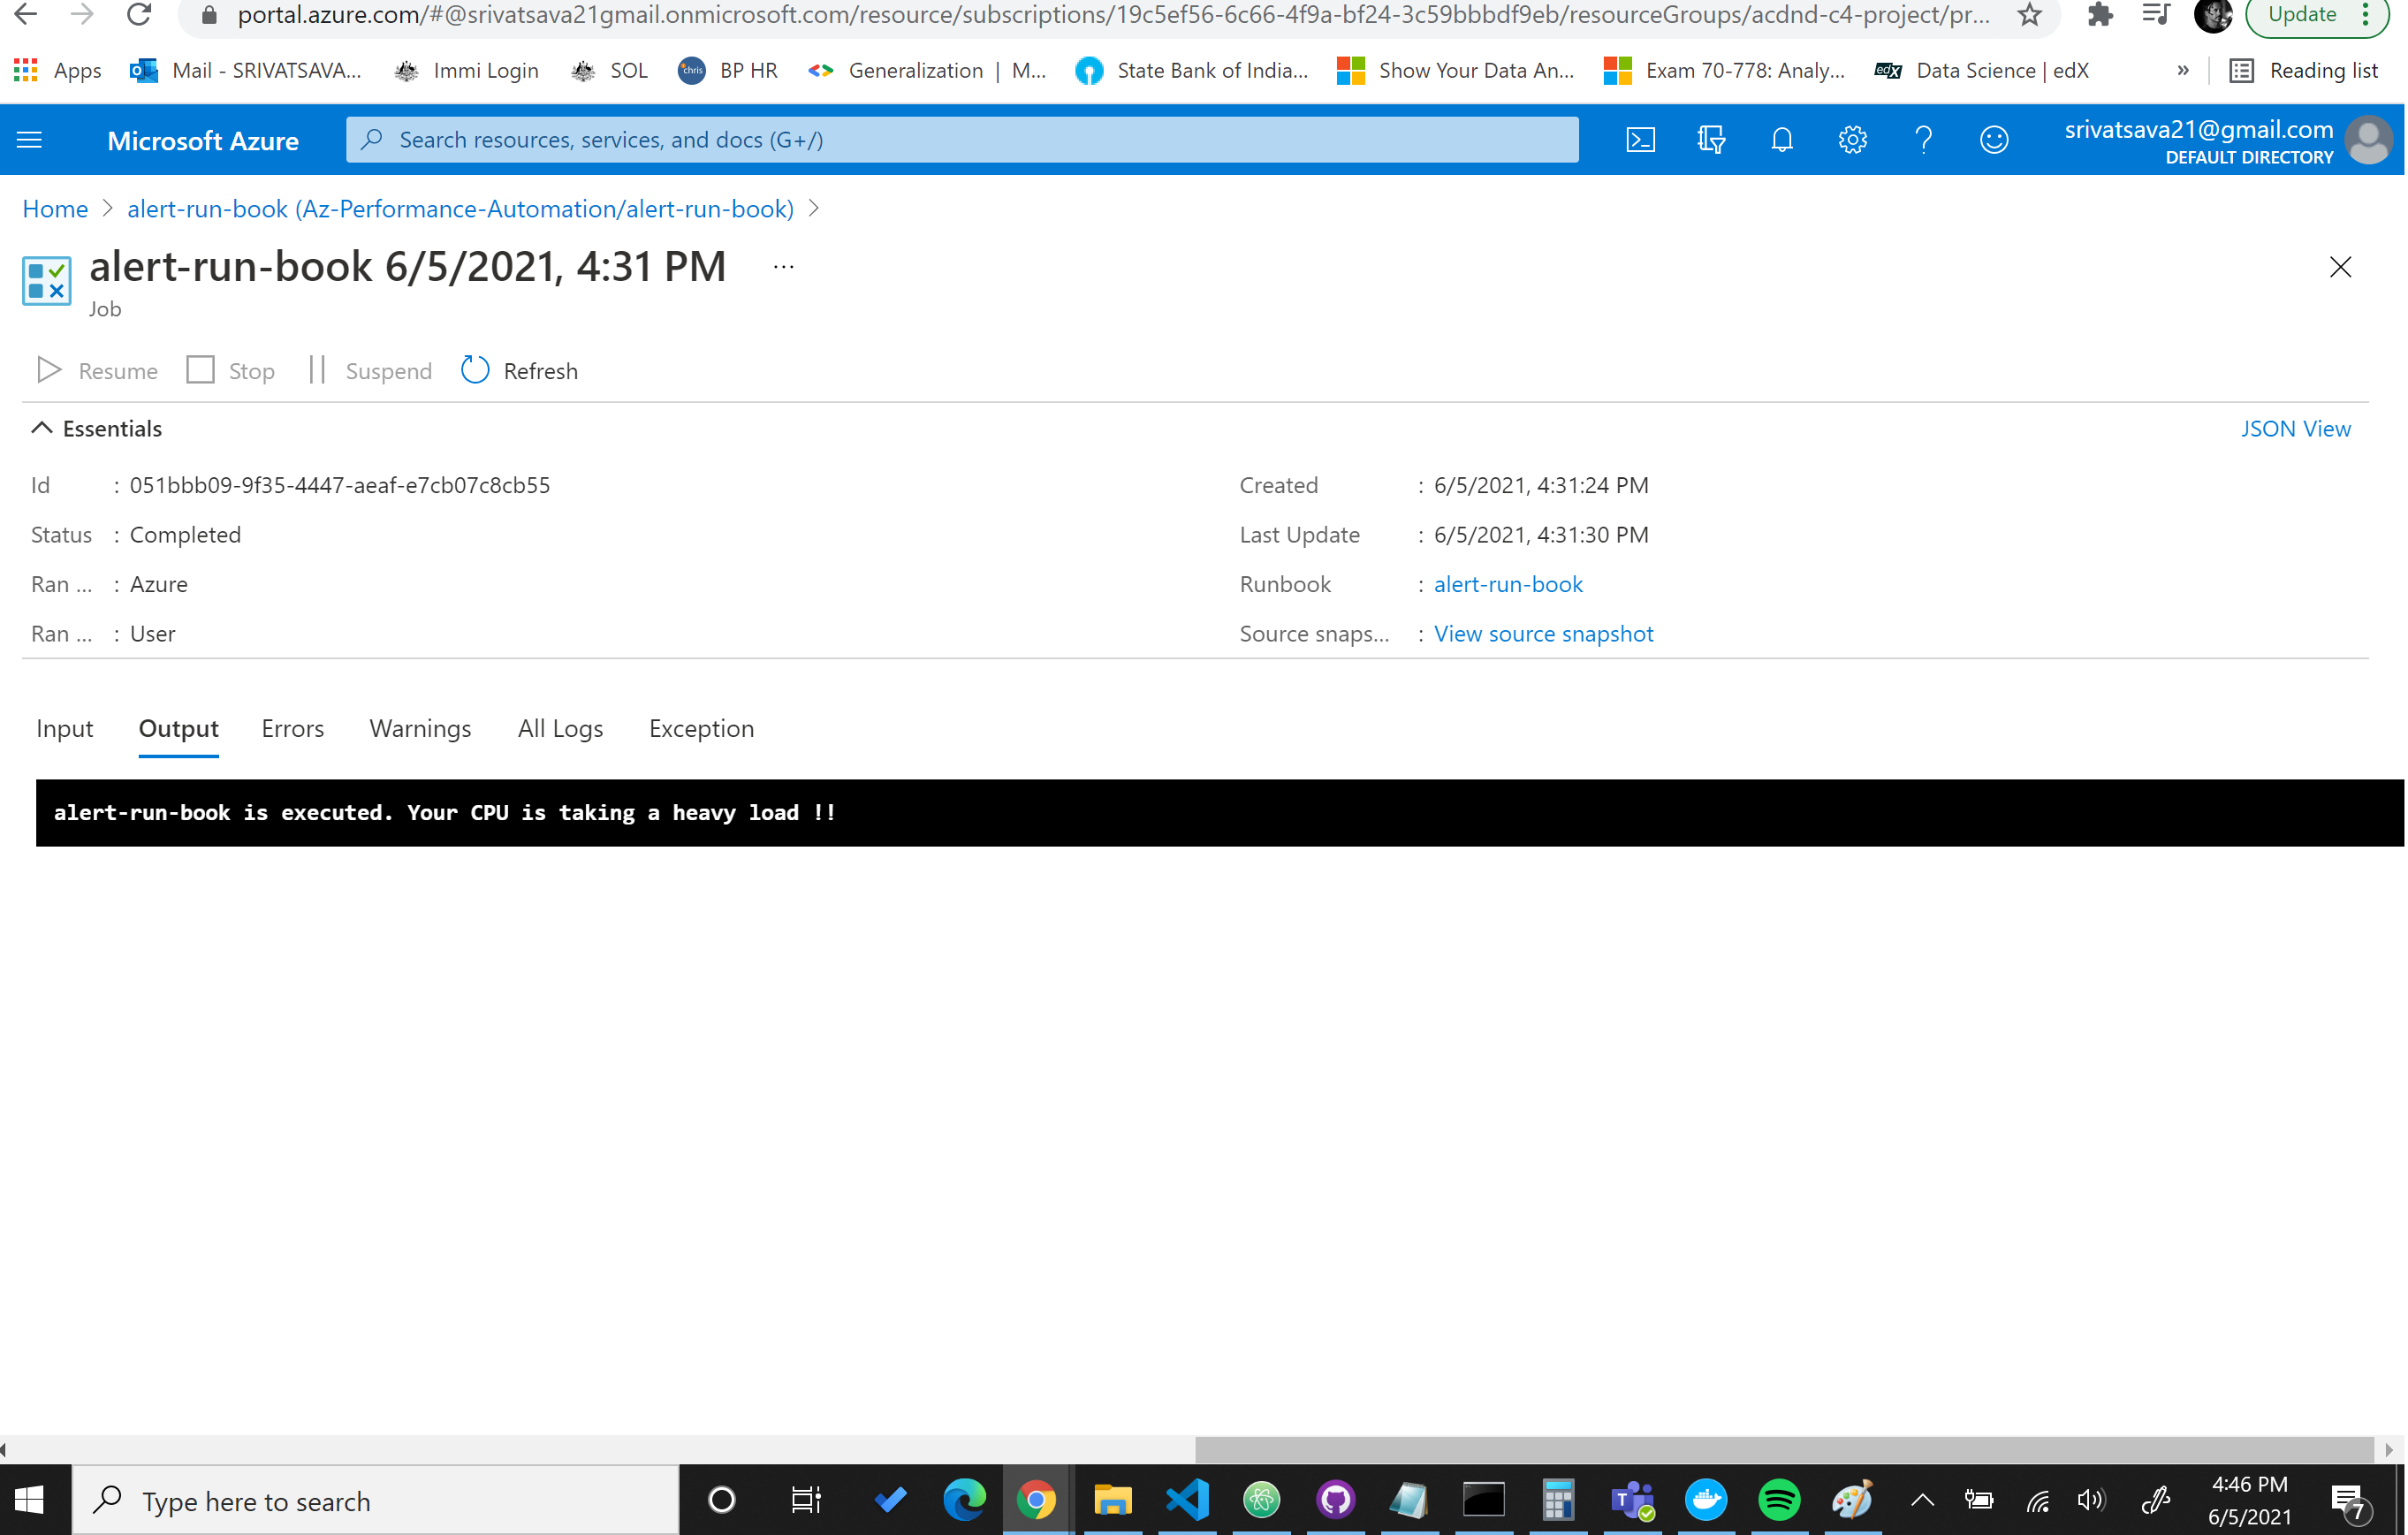 portal.azure.com/#@srivatsava21gmail.onmicrosoft.com/resource/subscriptions/19c5ef56-6c66-4f9a-bf24-3c59bbbdf9eb/resourceGroups/acdnd-c4-project/pr...
Update
Apps
Mail - SRIVATSAVA...
Immi Login
SOL
chris
BP HR
Generalization | M...
State Bank of India...
Show Your Data An...
Exam 70-778: Analy...
edX
Data Science | edX
»
Reading list
Microsoft Azure
Search resources, services, and docs (G+/)
srivatsava21@gmail.com
DEFAULT DIRECTORY
Home > alert-run-book (Az-Performance-Automation/alert-run-book) >
alert-run-book 6/5/2021, 4:31 PM ...
Job
Resume
Stop
Suspend
Refresh
Essentials
JSON View
Id : 051bbb09-9f35-4447-aeaf-e7cb07c8cb55
Created : 6/5/2021, 4:31:24 PM
Status : Completed
Last Update : 6/5/2021, 4:31:30 PM
Ran ... : Azure
Runbook : alert-run-book
Ran ... : User
Source snaps... : View source snapshot
Input
Output
Errors
Warnings
All Logs
Exception
alert-run-book is executed. Your CPU is taking a heavy load !!
Type here to search
4:46 PM
6/5/2021
7